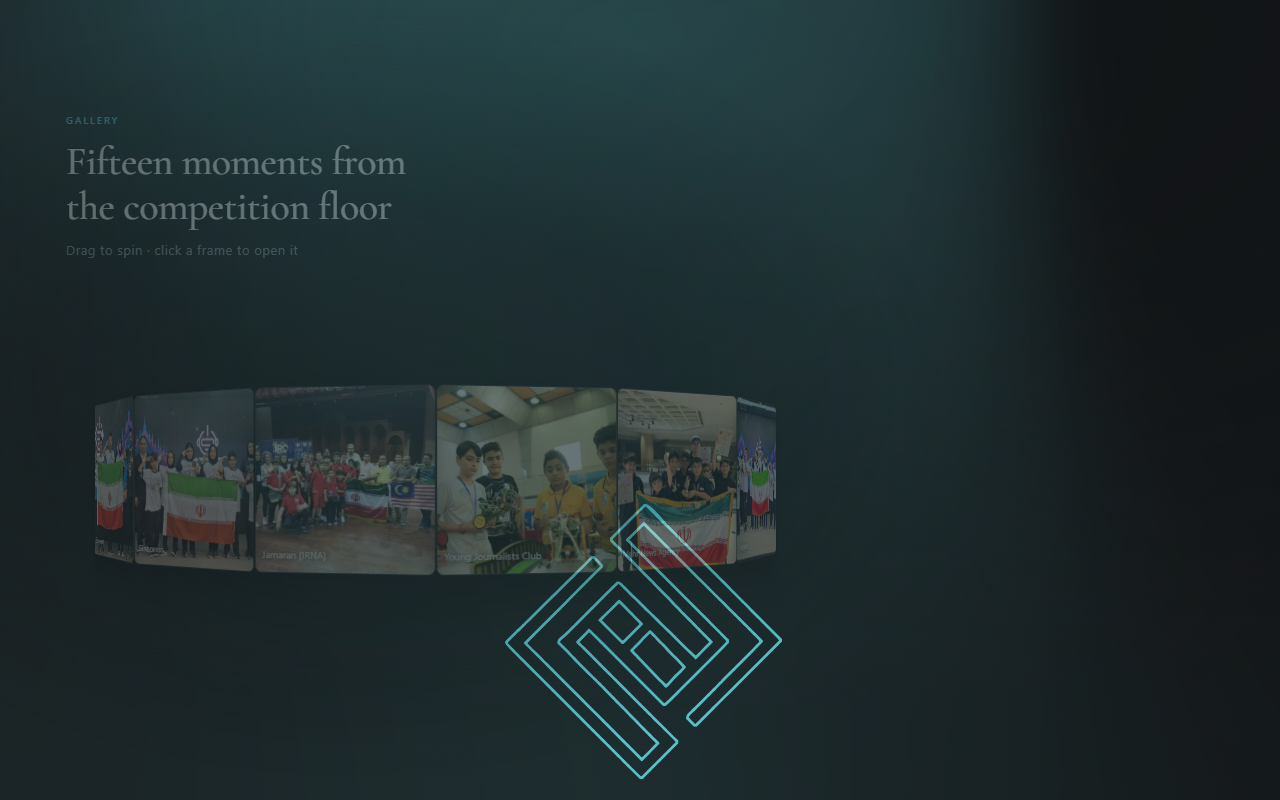 GALLERY
Fifteen moments from
the competition floor
Drag to spin · click a frame to open it
Jamaran (IRNA)
Young Journalists Club